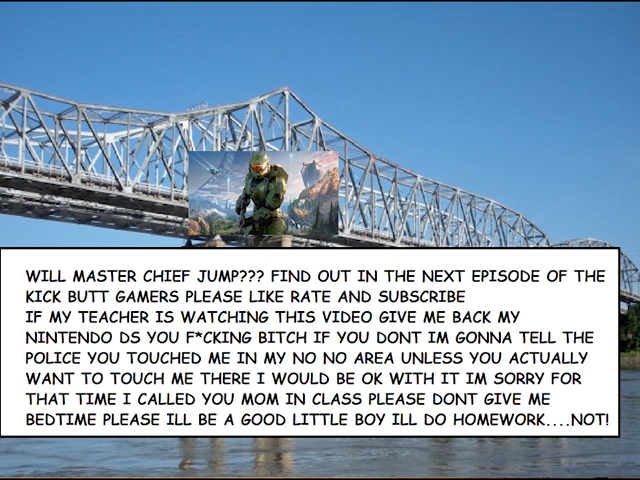 WILL MASTER CHIEF JUMP??? FIND OUT IN THE NEXT EPISODE OF THE
KICK BUTT GAMERS PLEASE LIKE RATE AND SUBSCRIBE
IF MY TEACHER IS WATCHING THIS VIDEO GIVE ME BACK MY
NINTENDO DS YOU F*CKING BITCH IF YOU DONT IM GONNA TELL THE
POLICE YOU TOUCHED ME IN MY NO NO AREA UNLESS YOU ACTUALLY
WANT TO TOUCH ME THERE I WOULD BE OK WITH IT IM SORRY FOR
THAT TIME I CALLED YOU MOM IN CLASS PLEASE DONT GIVE ME
BEDTIME PLEASE ILL BE A GOOD LITTLE BOY ILL DO HOMEWORK....NOT!